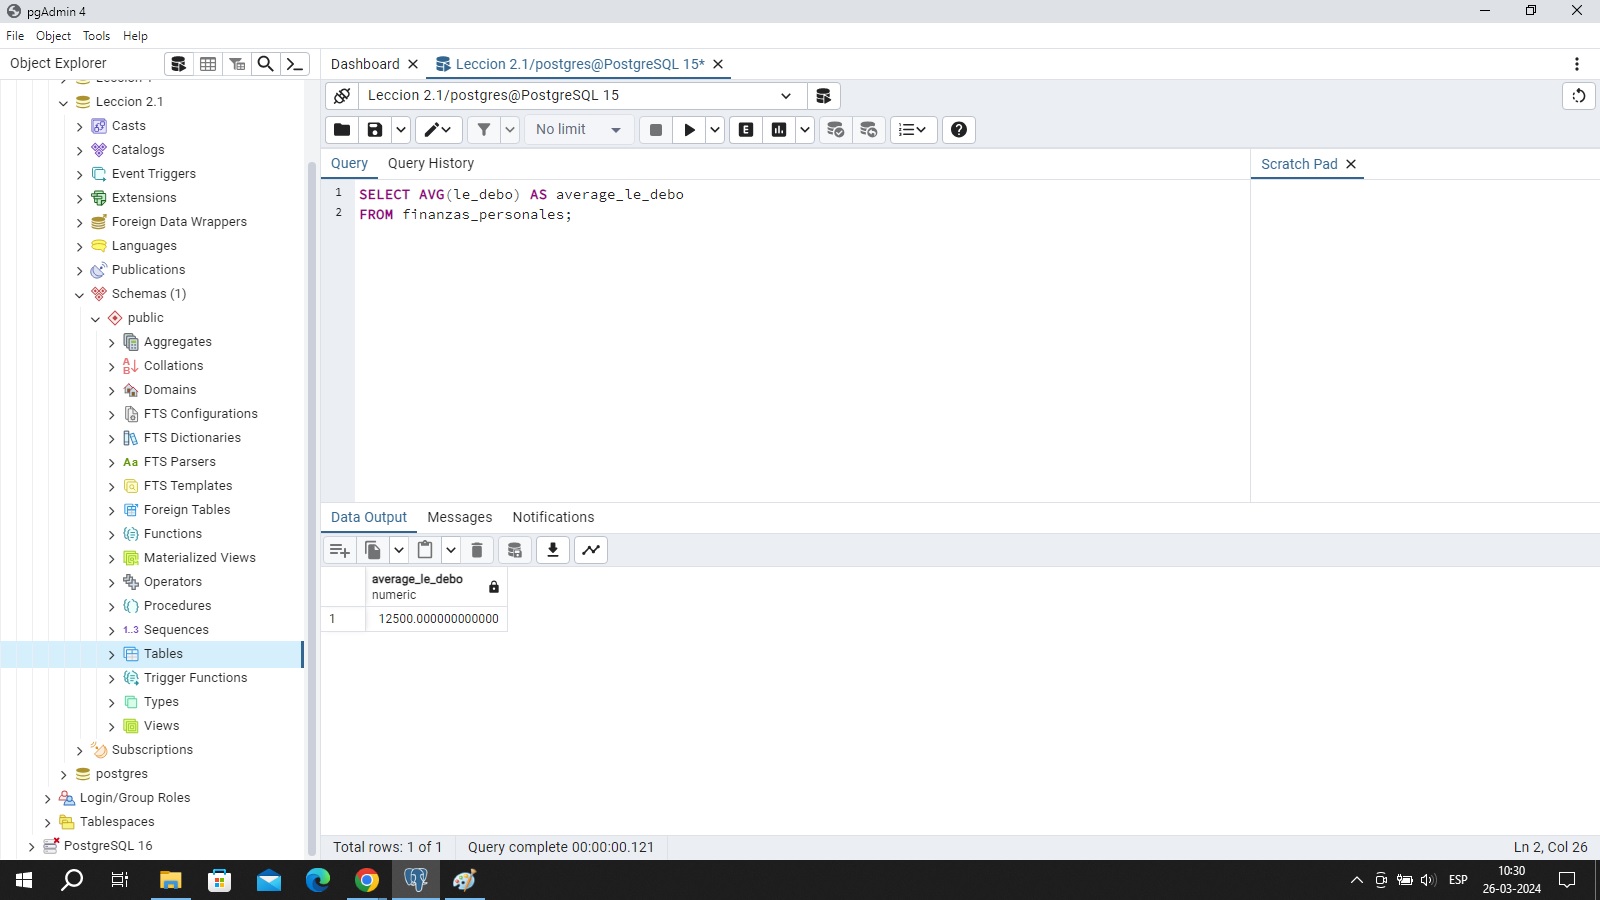 pgAdmin 4
File Object Tools Help
Object Explorer
Dashboard
Leccion 2.1/postgres@PostgreSQL 15*
Leccion 2.1
Casts
Catalogs
Event Triggers
Extensions
Foreign Data Wrappers
Languages
Publications
Schemas (1)
public
Aggregates
Collations
Domains
FTS Configurations
FTS Dictionaries
Aa FTS Parsers
FTS Templates
Foreign Tables
Functions
Materialized Views
Operators
Procedures
1..3 Sequences
Tables
Trigger Functions
Types
Views
Subscriptions
postgres
Login/Group Roles
Tablespaces
PostgreSQL 16
Leccion 2.1/postgres@PostgreSQL 15
No limit
E
Query Query History
Scratch Pad
1 SELECT AVG(le_debo) AS average_le_debo
2 FROM finanzas_personales;
Data Output Messages Notifications
average_le_debo
numeric
1 12500.000000000000
Total rows: 1 of 1 Query complete 00:00:00.121
Ln 2, Col 26
ESP
10:30
26-03-2024